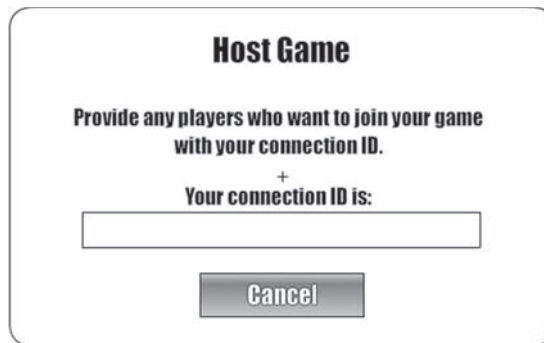 Host Game
Provide any players who want to join your game
with your connection ID.
+
Your connection ID is:
Cancel